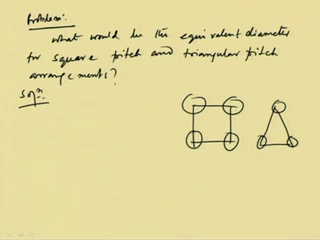 Problem:
What would be the equivalent diameter
for square pitch and triangular pitch
arrangements?
Solⁿ.